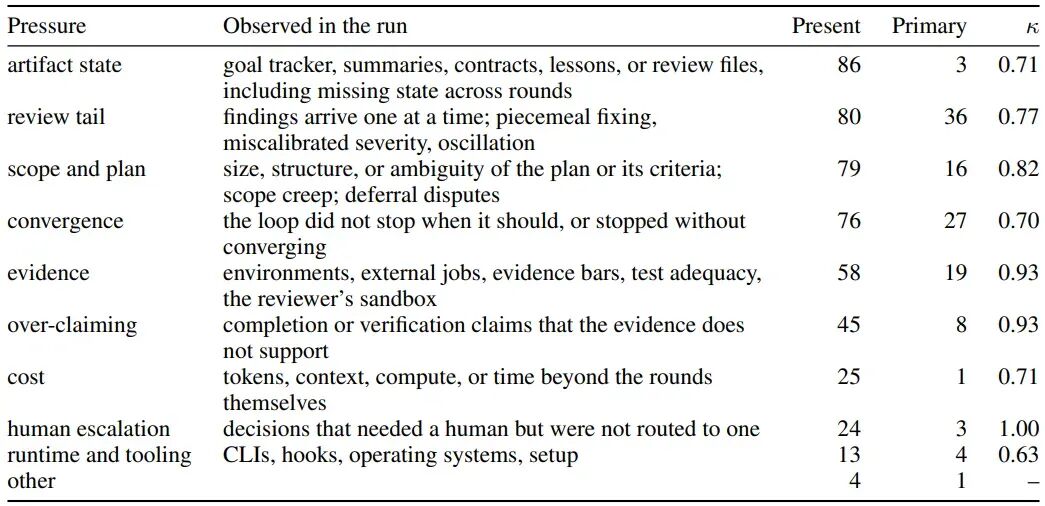 Pressure Observed in the run Present Primary κ
artifact state goal tracker, summaries, contracts, lessons, or review files, 86 3 0.71
including missing state across rounds
review tail findings arrive one at a time; piecemeal fixing, 80 36 0.77
miscalibrated severity, oscillation
scope and plan size, structure, or ambiguity of the plan or its criteria; 79 16 0.82
scope creep; deferral disputes
convergence the loop did not stop when it should, or stopped without 76 27 0.70
converging
evidence environments, external jobs, evidence bars, test adequacy, 58 19 0.93
the reviewer's sandbox
over-claiming completion or verification claims that the evidence does 45 8 0.93
not support
cost tokens, context, compute, or time beyond the rounds 25 1 0.71
themselves
human escalation decisions that needed a human but were not routed to one 24 3 1.00
runtime and tooling CLIs, hooks, operating systems, setup 13 4 0.63
other 4 1 –